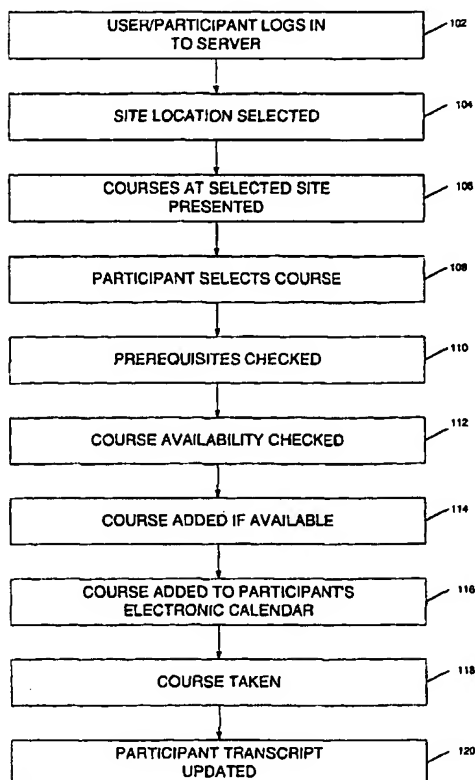 USER/PARTICIPANT LOGS IN
TO SERVER
102
SITE LOCATION SELECTED
104
COURSES AT SELECTED SITE
PRESENTED
106
PARTICIPANT SELECTS COURSE
108
PREREQUISITES CHECKED
110
COURSE AVAILABILITY CHECKED
112
COURSE ADDED IF AVAILABLE
114
COURSE ADDED TO PARTICIPANT'S
ELECTRONIC CALENDAR
116
COURSE TAKEN
118
PARTICIPANT TRANSCRIPT
UPDATED
120